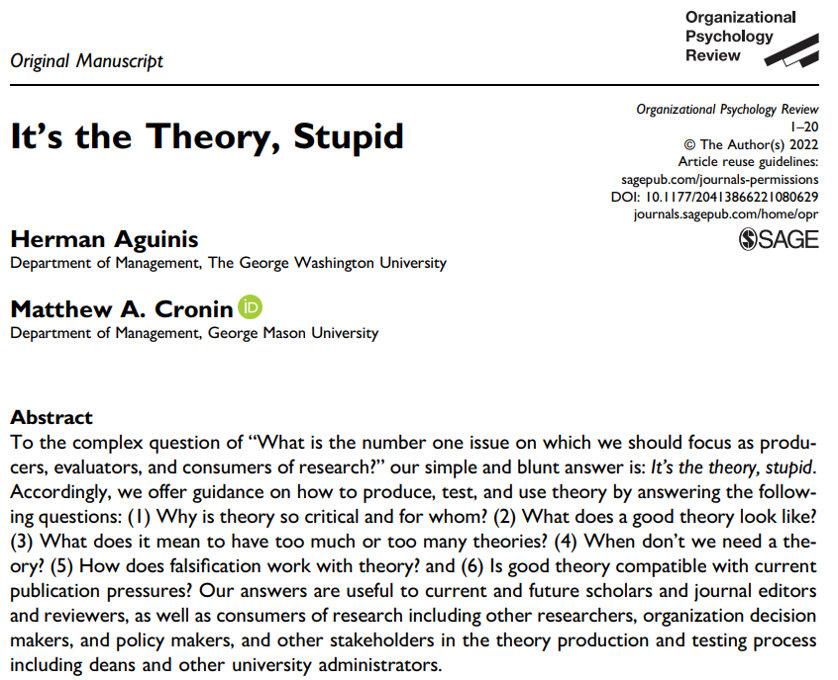 Organizational
Psychology
Review
Original Manuscript
It's the Theory, Stupid
Organizational Psychology Review
1–20
© The Author(s) 2022
Article reuse guidelines:
sagepub.com/journals-permissions
DOI: 10.1177/20413866221080629
journals.sagepub.com/home/opr
SAGE
Herman Aguinis
Department of Management, The George Washington University
Matthew A. Cronin iD
Department of Management, George Mason University
Abstract
To the complex question of “What is the number one issue on which we should focus as produ-
cers, evaluators, and consumers of research?” our simple and blunt answer is: It's the theory, stupid.
Accordingly, we offer guidance on how to produce, test, and use theory by answering the follow-
ing questions: (1) Why is theory so critical and for whom? (2) What does a good theory look like?
(3) What does it mean to have too much or too many theories? (4) When don't we need a the-
ory? (5) How does falsification work with theory? and (6) Is good theory compatible with current
publication pressures? Our answers are useful to current and future scholars and journal editors
and reviewers, as well as consumers of research including other researchers, organization decision
makers, and policy makers, and other stakeholders in the theory production and testing process
including deans and other university administrators.